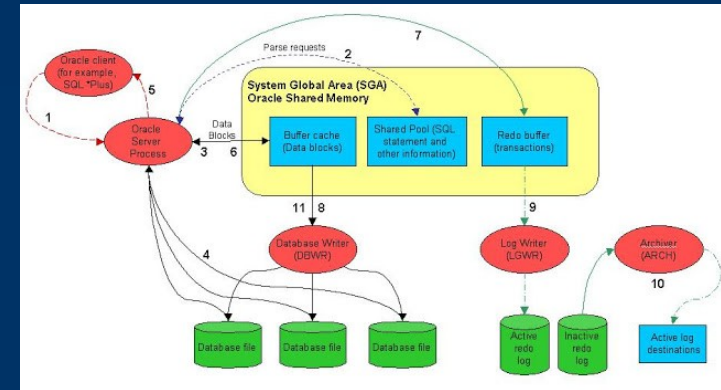 7
Parse requests
2
Oracle client
(for example,
SQL *Plus)
5
1
System Global Area (SGA)
Oracle Shared Memory
Oracle
Server
Process
Data
Blocks
3
6
Buffer cache
(Data blocks)
Shared Pool (SQL
statement and
other information)
Redo buffer
(transactions)
11
8
9
4
Database Writer
(DBWR)
Log Writer
(LGWR)
Archiver
(ARCH)
10
Database file
Database file
Database file
Active
redo
log
Inactive
redo
log
Active log
destinations